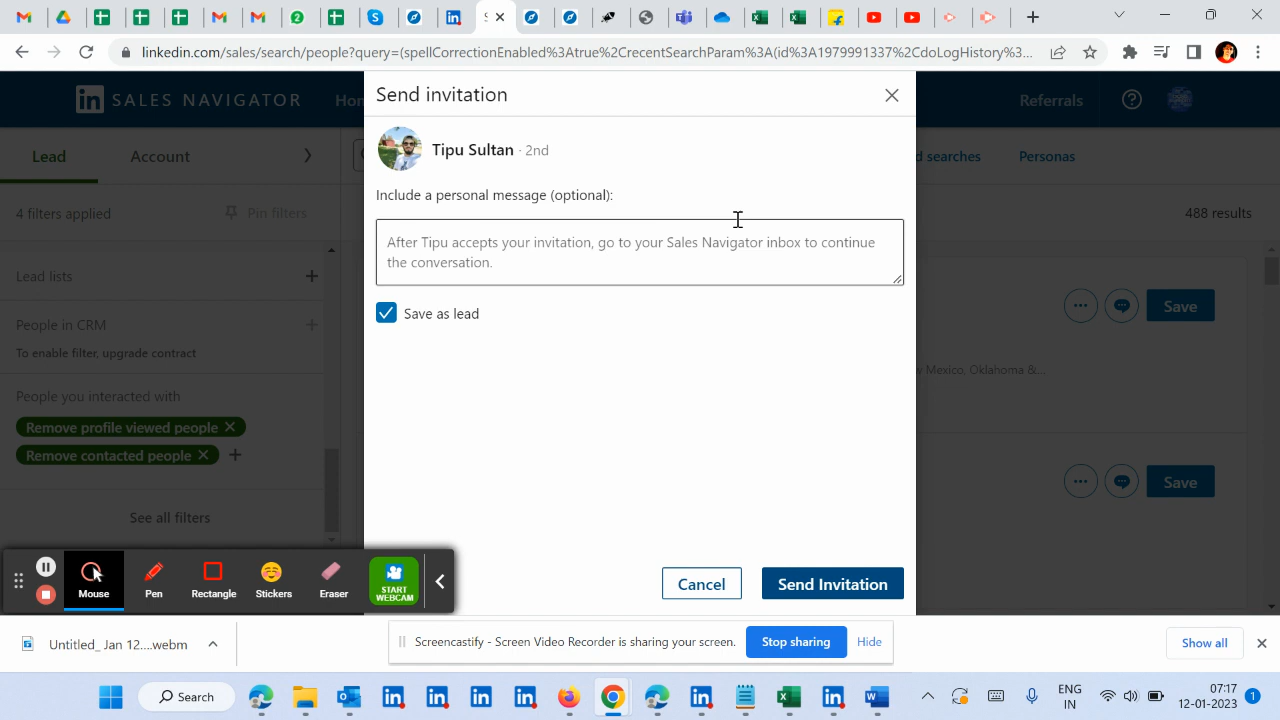 linkedin.com/sales/search/people?query=(spellCorrectionEnabled%3Atrue%2CrecentSearchParam%3A(id%3A1979991337%2CdoLogHistory%3...
in SALES NAVIGATOR Hom
Referrals
Send invitation
Lead Account
d searches Personas
Tipu Sultan · 2nd
Include a personal message (optional):
4 filters applied Pin filters
488 results
After Tipu accepts your invitation, go to your Sales Navigator inbox to continue
the conversation.
Lead lists
Save as lead
Save
People in CRM
To enable filter, upgrade contract
w Mexico, Oklahoma &...
People you interacted with
Remove profile viewed people
Remove contacted people
Save
See all filters
Cancel Send Invitation
Mouse Pen Rectangle Stickers Eraser START
WEBCAM
Untitled_ Jan 12....webm
Screencastify - Screen Video Recorder is sharing your screen. Stop sharing Hide
Show all
Search
ENG
IN
07:17
12-01-2023
1